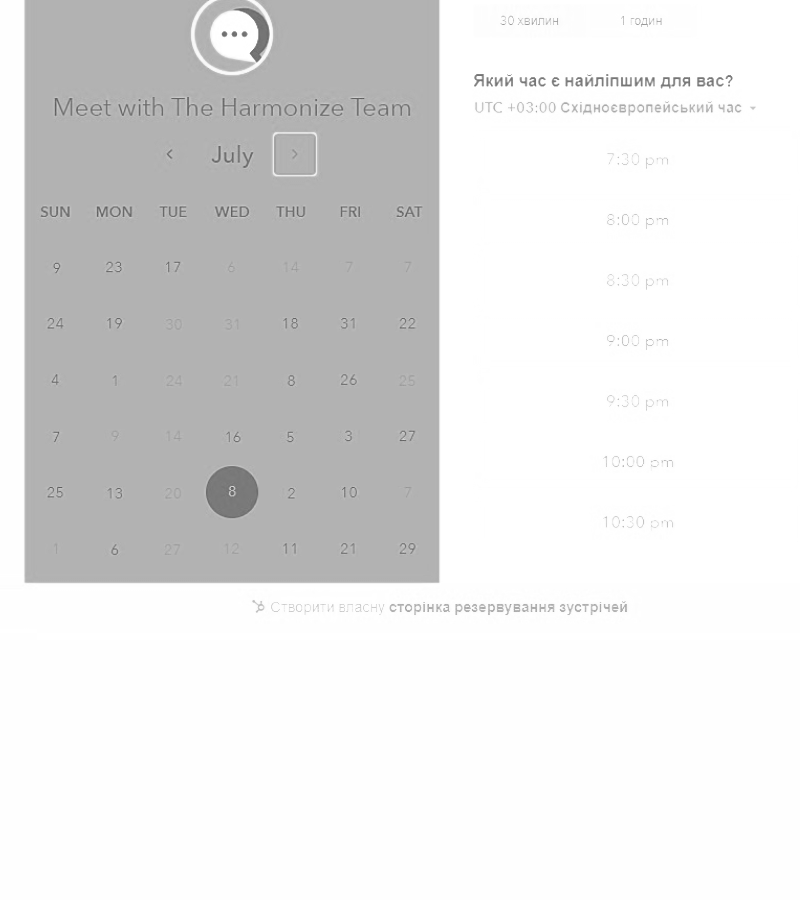 30 хвилин 1 годин
Meet with The Harmonize Team
July
SUN MON TUE WED THU FRI SAT
9 23 17 6 14 7 7
24 19 30 31 18 31 22
4 1 24 21 8 26 25
7 9 14 16 5 3 27
25 13 20 8 2 10 7
1 6 27 12 11 21 29
Який час є найліпшим для вас?
UTC +03:00 Східноєвропейський час
7:30 pm
8:00 pm
8:30 pm
9:00 pm
9:30 pm
10:00 pm
10:30 pm
Створити власну сторінка резервування зустрічей